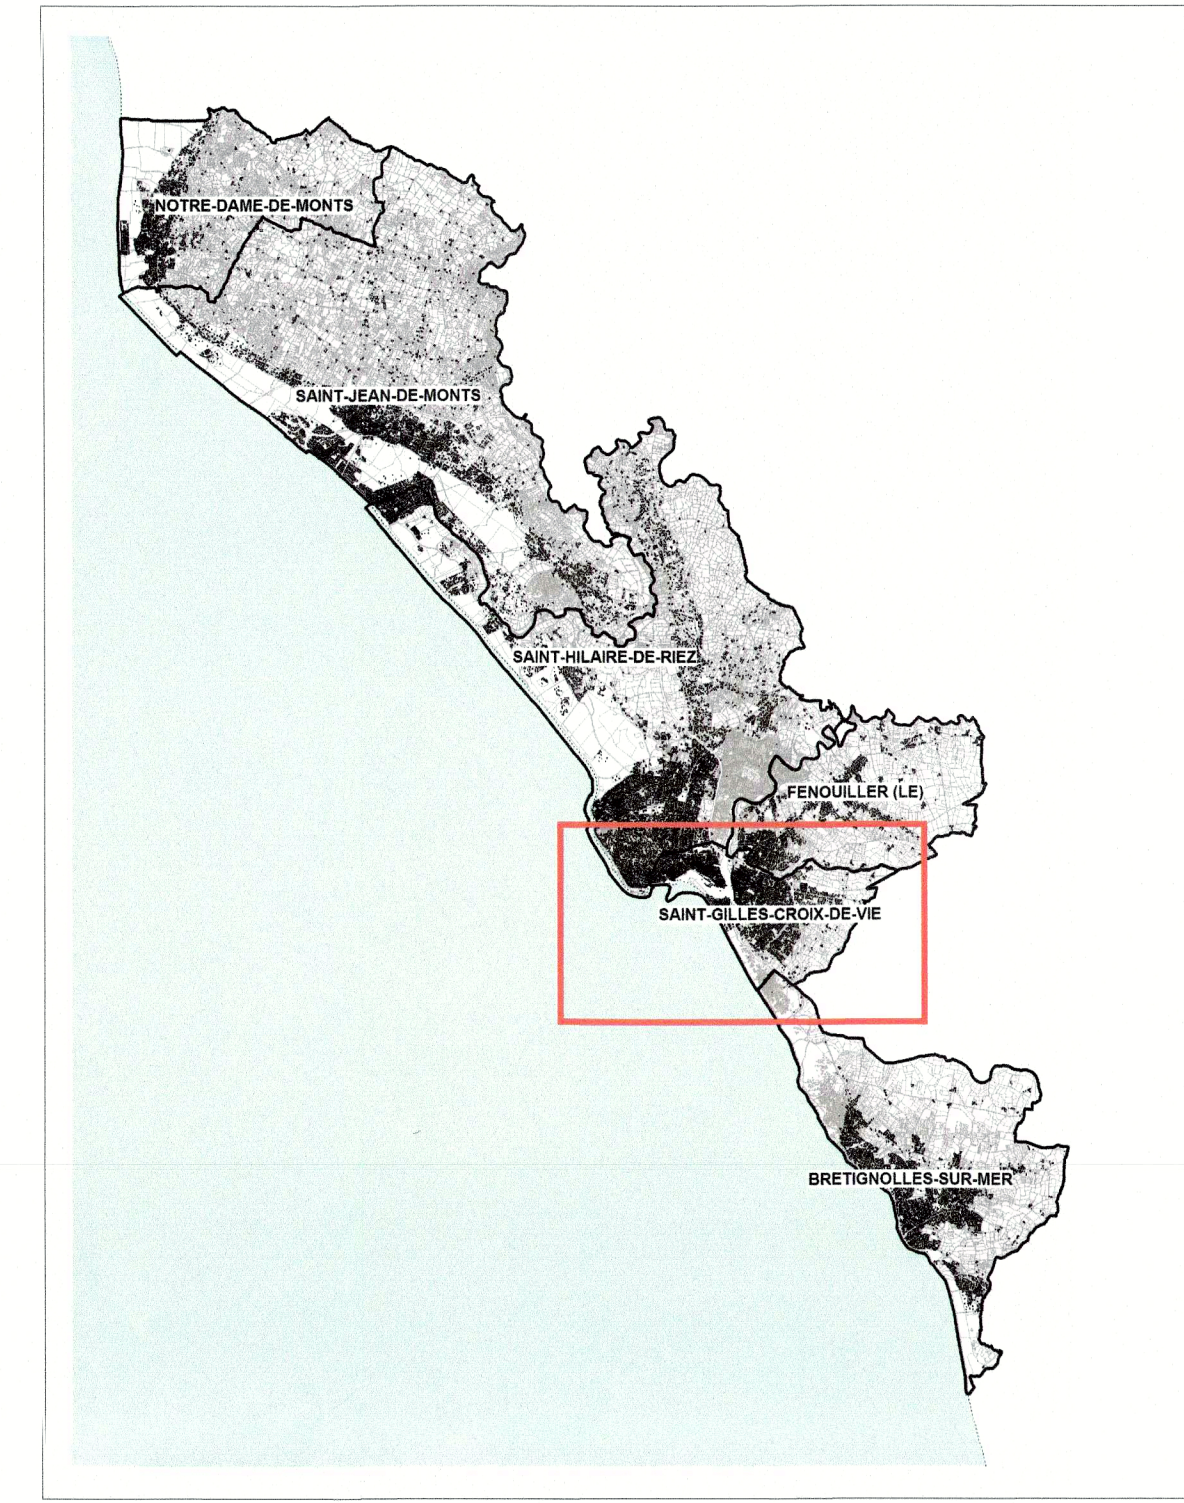 NOTRE-DAME-DE-MONTS
SAINT-JEAN-DE-MONTS
SAINT-HILAIRE-DE-RIEZ
FENOUILLER (LE)
SAINT-GILLES-CROIX-DE-VIE
BRETIGNOLLES-SUR-MER